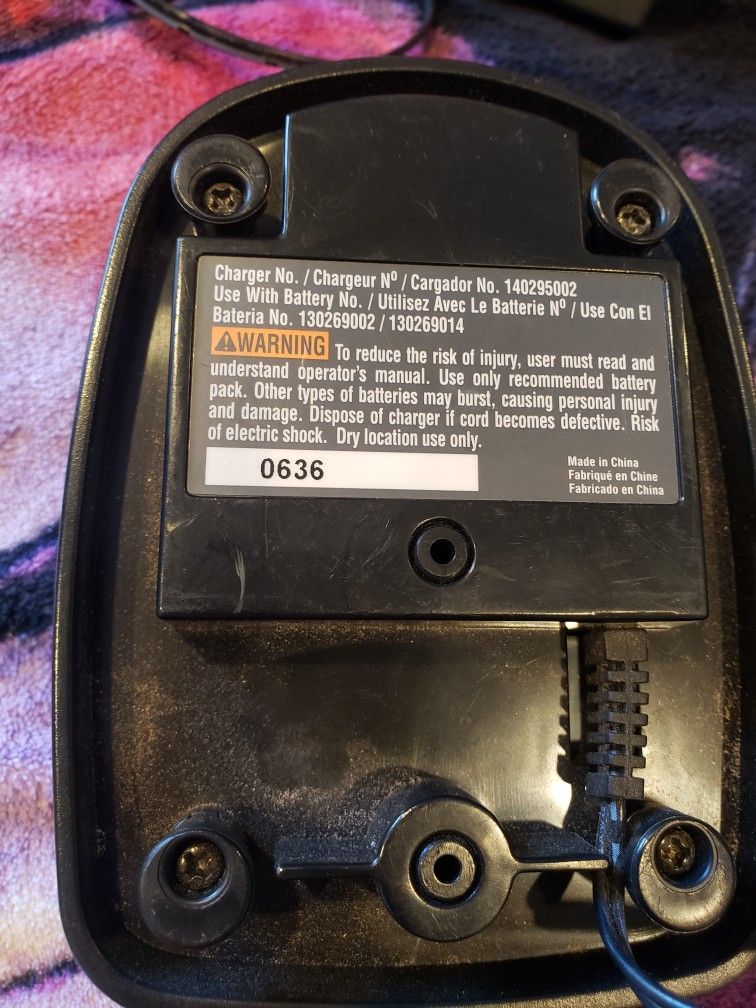 Charger No. / Chargeur Nº / Cargador No. 140295002
Use With Battery No. / Utilisez Avec Le Batterie Nº / Use Con El
Bateria No. 130269002 / 130269014
WARNING To reduce the risk of injury, user must read and
understand operator's manual. Use only recommended battery
pack. Other types of batteries may burst, causing personal injury
and damage. Dispose of charger if cord becomes defective. Risk
of electric shock. Dry location use only.
0636
Made in China
Fabriqué en Chine
Fabricado en China